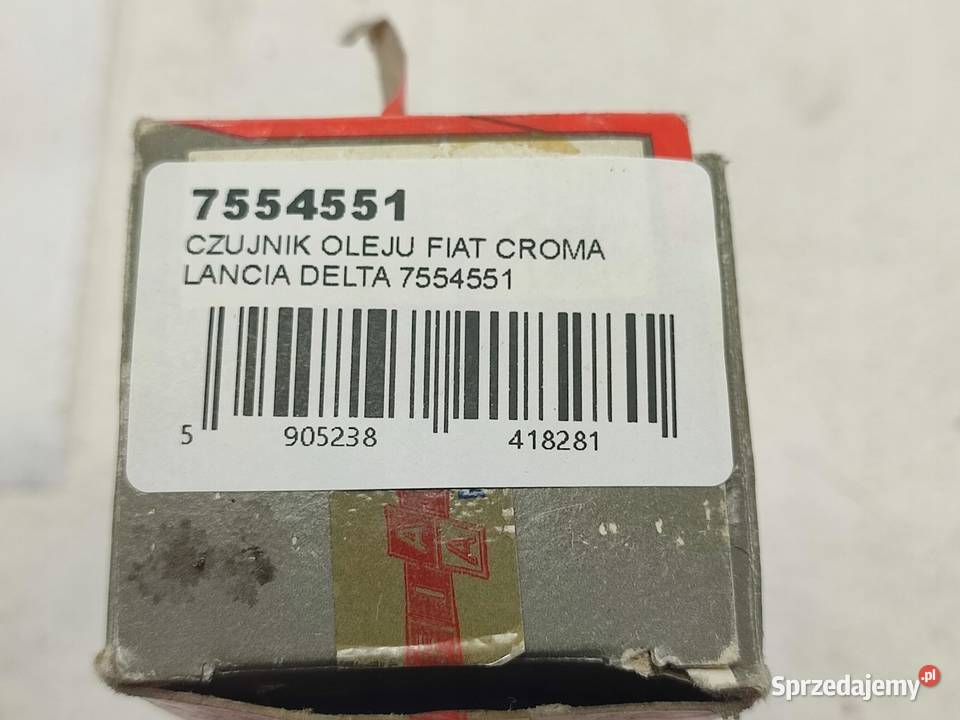 7554551
CZUJNIK OLEJU FIAT CROMA
LANCIA DELTA 7554551
5 905238 418281
Sprzedajemy.pl